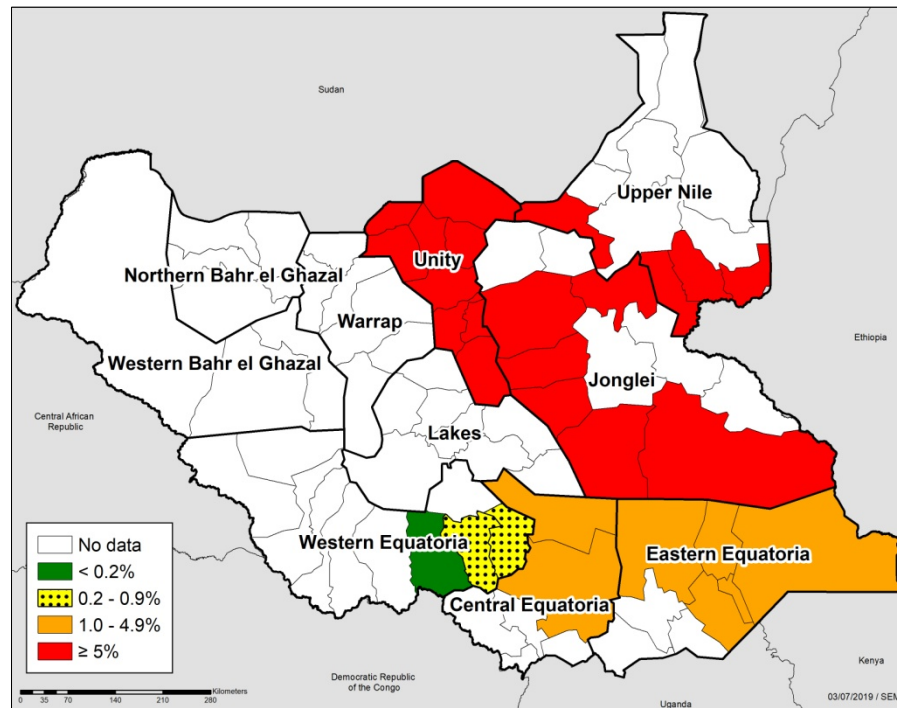 Sudan
Upper Nile
Unity
Northern Bahr el Ghazal
Warrap
Ethiopia
Western Bahr el Ghazal
Jonglei
Central African
Republic
Lakes
No data
< 0.2%
0.2 - 0.9%
1.0 - 4.9%
≥ 5%
Western Equatoria
Eastern Equatoria
Central Equatoria
Kenya
Democratic Republic
of the Congo
Kilometers
0 35 70 140 210 280
03/07/2019 / SEM
Uganda